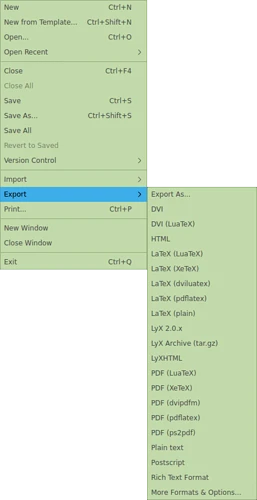 New Ctrl+N
New from Template... Ctrl+Shift+N
Open... Ctrl+O
Open Recent
Close Ctrl+F4
Close All
Save Ctrl+S
Save As... Ctrl+Shift+S
Save All
Revert to Saved
Version Control
Import
Export
Print... Ctrl+P
New Window
Close Window
Exit Ctrl+Q
Export As...
DVI
DVI (LuaTeX)
HTML
LaTeX (LuaTeX)
LaTeX (XeTeX)
LaTeX (dviluatex)
LaTeX (pdflatex)
LaTeX (plain)
LyX 2.0.x
LyX Archive (tar.gz)
LyXHTML
PDF (LuaTeX)
PDF (XeTeX)
PDF (dvipdfm)
PDF (pdflatex)
PDF (ps2pdf)
Plain text
Postscript
Rich Text Format
More Formats & Options...